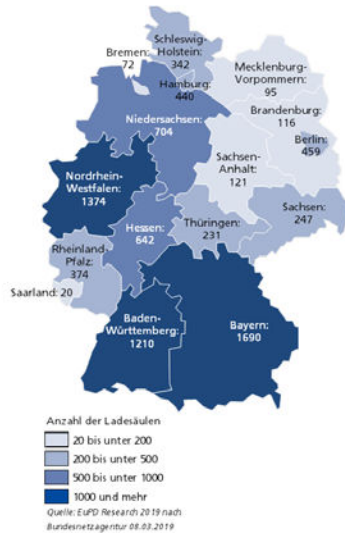 Schleswig-
Holstein:
342
Bremen:
72
Hamburg:
440
Mecklenburg-
Vorpommern:
95
Brandenburg:
116
Niedersachsen:
704
Berlin:
459
Sachsen-
Anhalt:
121
Nordrhein-
Westfalen:
1374
Sachsen:
247
Hessen:
642
Thüringen:
231
Rheinland-
Pfalz:
374
Saarland: 20
Baden-
Württemberg:
1210
Bayern:
1690
Anzahl der Ladesäulen
20 bis unter 200
200 bis unter 500
500 bis unter 1000
1000 und mehr
Quelle: EuPD Research 2019 nach
Bundesnetzagentur 08.03.2019